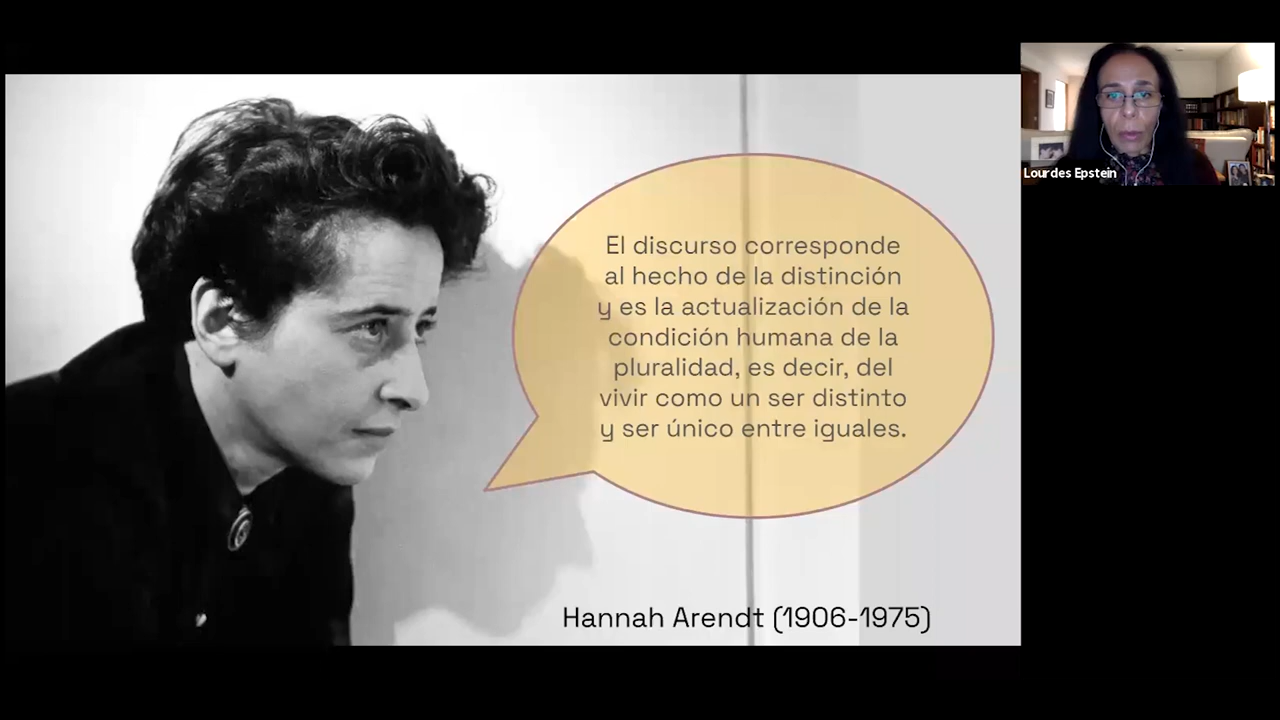 El discurso corresponde
al hecho de la distinción
y es la actualización de la
condición humana de la
pluralidad, es decir, del
vivir como un ser distinto
y ser único entre iguales.
Hannah Arendt (1906-1975)
Lourdes Epstein